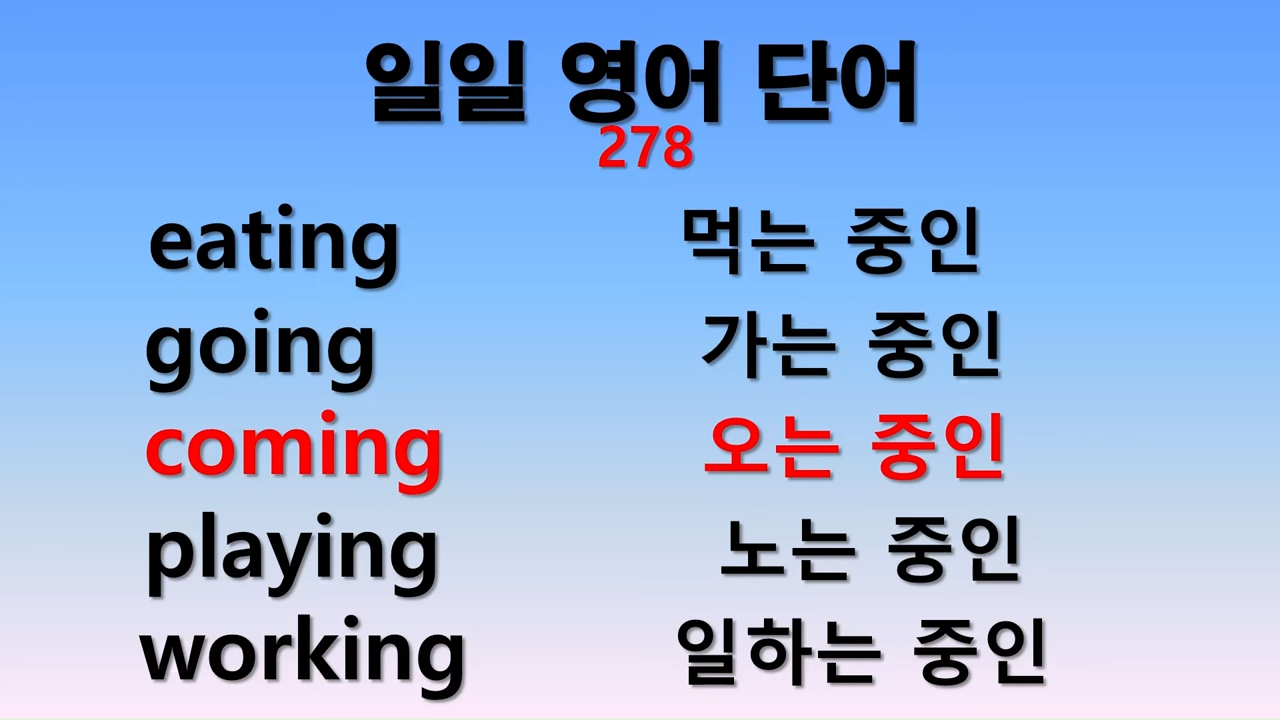 일일 영어 단어
278
eating 먹는 중인
going 가는 중인
coming 오는 중인
playing 노는 중인
working 일하는 중인